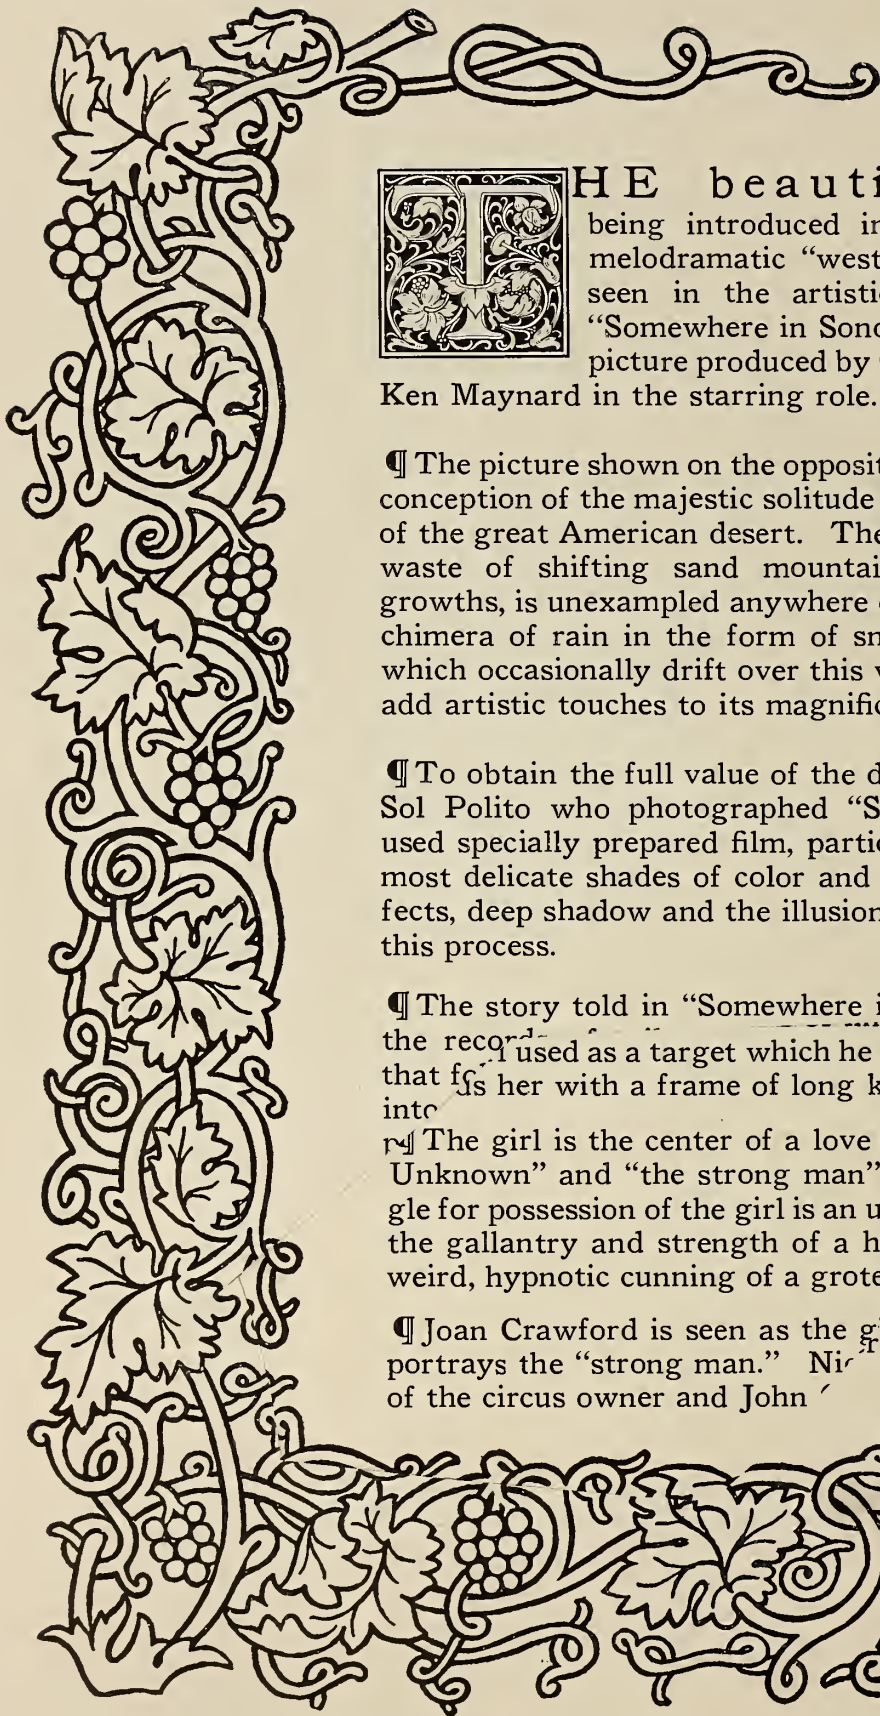 THE beauti
being introduced in
melodramatic “west
seen in the artistic
“Somewhere in Sono
picture produced by
Ken Maynard in the starring role.
¶ The picture shown on the opposit
conception of the majestic solitude
of the great American desert. The
waste of shifting sand mountai
growths, is unexampled anywhere
chimera of rain in the form of sm
which occasionally drift over this v
add artistic touches to its magnific
¶ To obtain the full value of the d
Sol Polito who photographed “S
used specially prepared film, partic
most delicate shades of color and
fects, deep shadow and the illusion
this process.
¶ The story told in “Somewhere i
the
used as a target which he
that
her with a frame of long k
into
¶ The girl is the center of a love
Unknown” and “the strong man”
gle for possession of the girl is an u
the gallantry and strength of a h
weird, hypnotic cunning of a grote
¶ Joan Crawford is seen as the gi
portrays the “strong man.”
of the circus owner and John